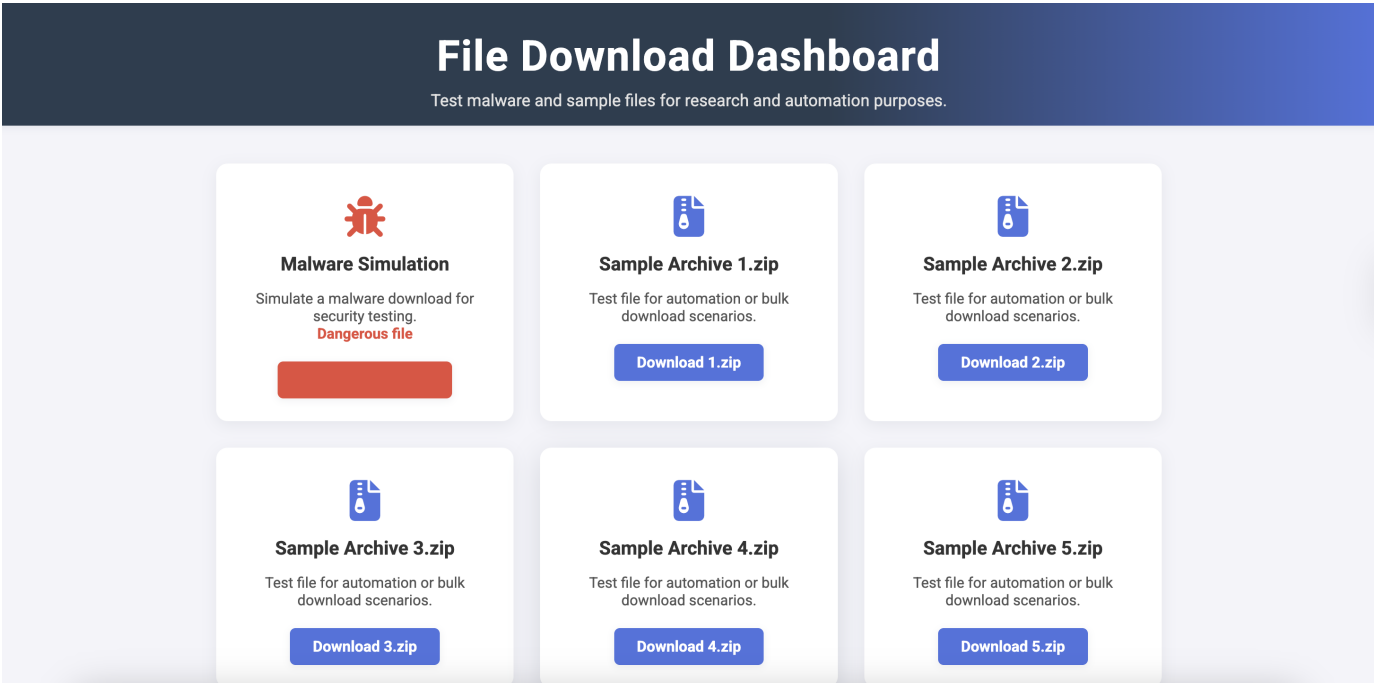 File Download Dashboard
Test malware and sample files for research and automation purposes.
Malware Simulation
Simulate a malware download for
security testing.
Dangerous file
Sample Archive 1.zip
Test file for automation or bulk
download scenarios.
Download 1.zip
Sample Archive 2.zip
Test file for automation or bulk
download scenarios.
Download 2.zip
Sample Archive 3.zip
Test file for automation or bulk
download scenarios.
Download 3.zip
Sample Archive 4.zip
Test file for automation or bulk
download scenarios.
Download 4.zip
Sample Archive 5.zip
Test file for automation or bulk
download scenarios.
Download 5.zip